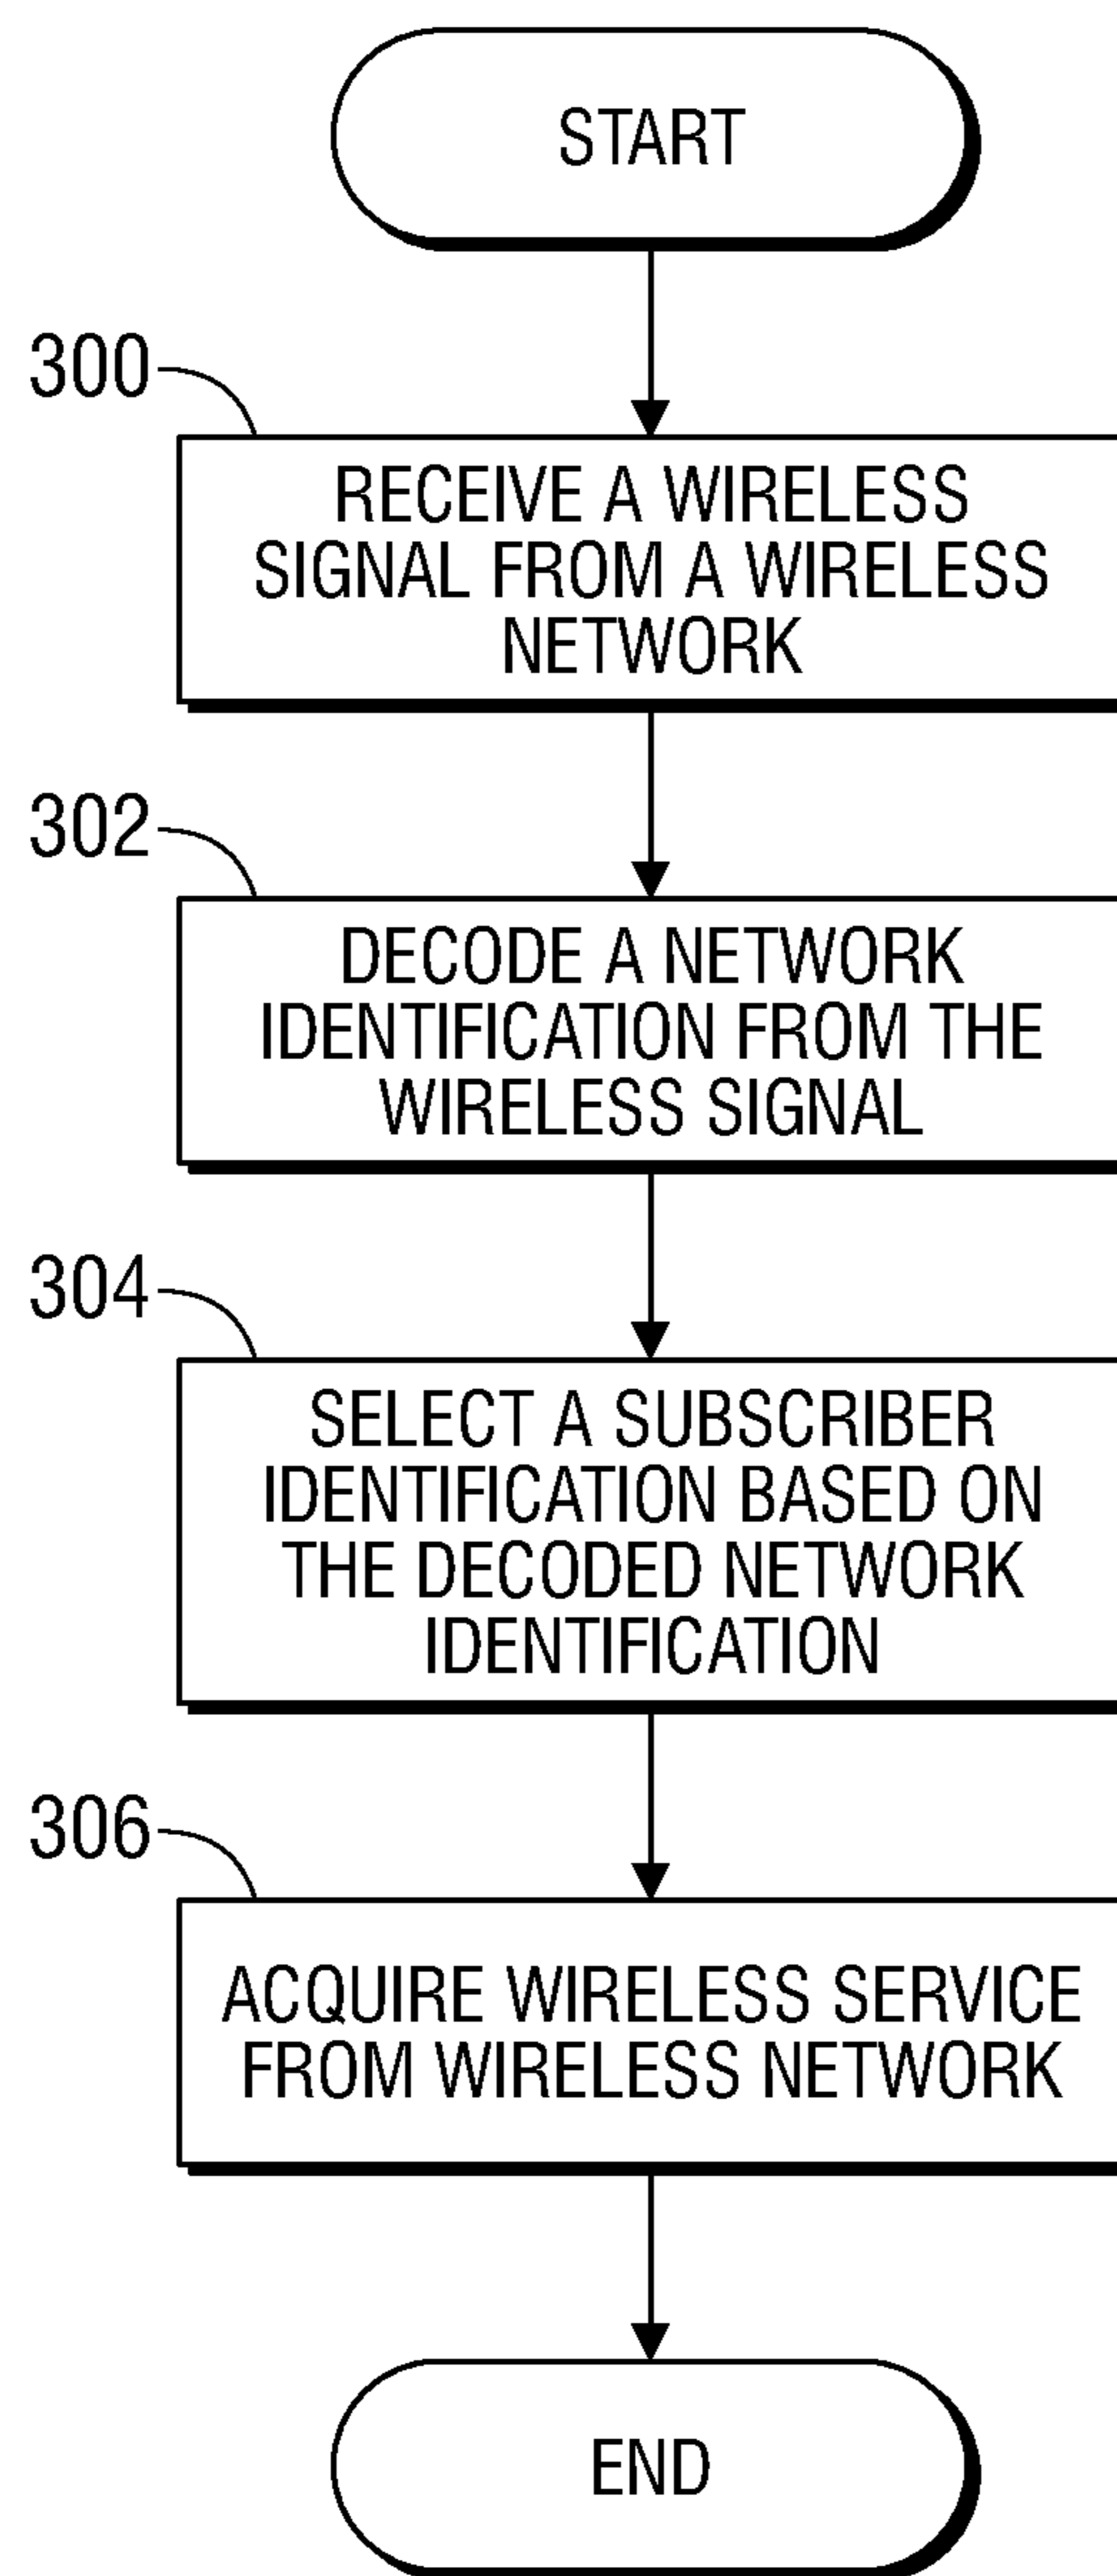 START
300
RECEIVE A WIRELESS
SIGNAL FROM A WIRELESS
NETWORK
302
DECODE A NETWORK
IDENTIFICATION FROM THE
WIRELESS SIGNAL
304
SELECT A SUBSCRIBER
IDENTIFICATION BASED ON
THE DECODED NETWORK
IDENTIFICATION
306
ACQUIRE WIRELESS SERVICE
FROM WIRELESS NETWORK
END